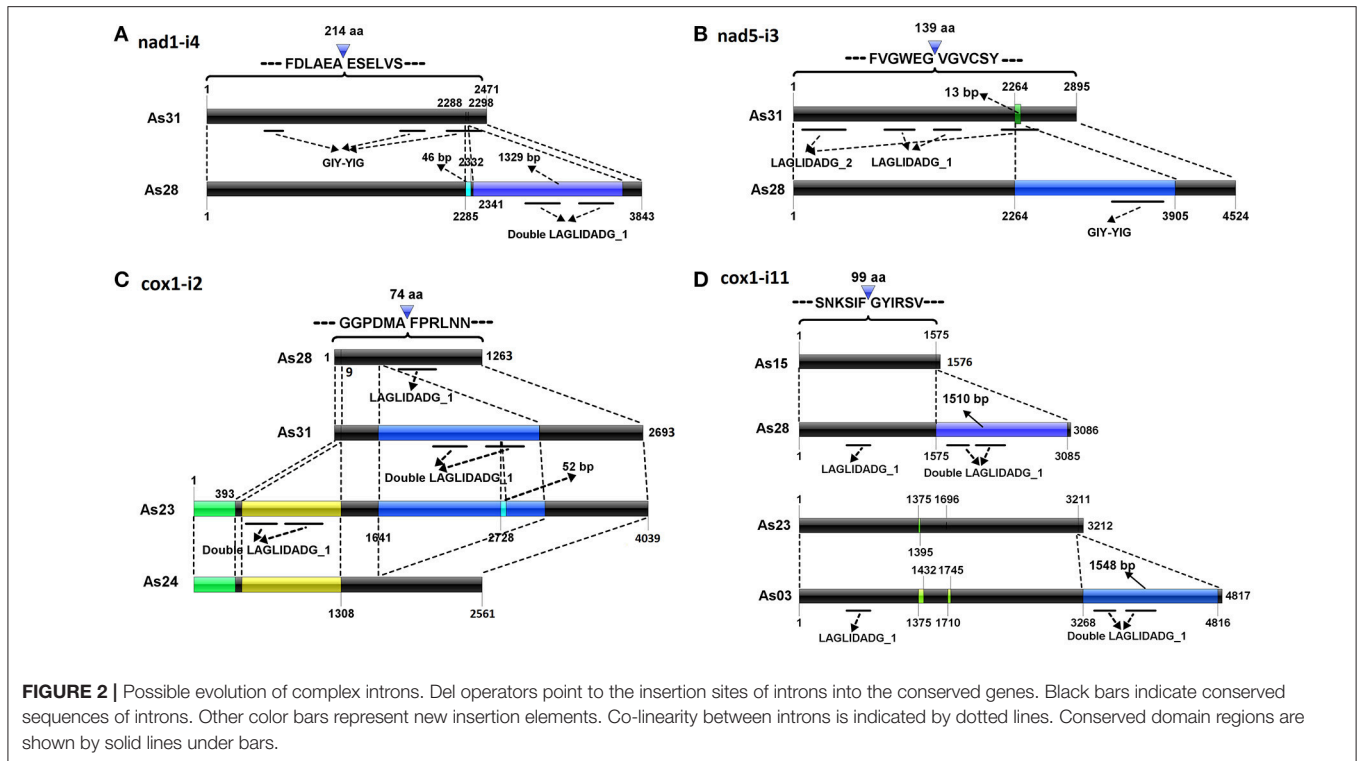 A nad1-i4
214 aa
--- FDLAEA ESELVS---
1
2471
2288 2298
As31
GIY-YIG
46 bp
2332
1329 bp
As28
1
2341
2285
3843
Double LAGLIDADG_1
B nad5-i3
139 aa
--- FVGWEG VGVCSY ---
1
13 bp
2264
2895
As31
LAGLIDADG_2
LAGLIDADG_1
As28
1
2264
3905
4524
GIY-YIG
C cox1-i2
74 aa
--- GGPDMA FPRLNN---
1
1263
As28
9
LAGLIDADG_1
As31
2693
Double LAGLIDADG_1
52 bp
1
393
As23
Double LAGLIDADG_1
1641
2728
4039
As24
1308
2561
D cox1-i11
99 aa
---SNKSIF GYIRSV---
1
1575
As15
1576
1510 bp
As28
3086
1
1575
3085
LAGLIDADG_1
Double LAGLIDADG_1
1
1375 1696
3211
As23
3212
1395
1432 1745
1548 bp
As03
4817
1
1375
1710
3268
4816
LAGLIDADG_1
Double LAGLIDADG_1
FIGURE 2 | Possible evolution of complex introns. Del operators point to the insertion sites of introns into the conserved genes. Black bars indicate conserved
sequences of introns. Other color bars represent new insertion elements. Co-linearity between introns is indicated by dotted lines. Conserved domain regions are
shown by solid lines under bars.